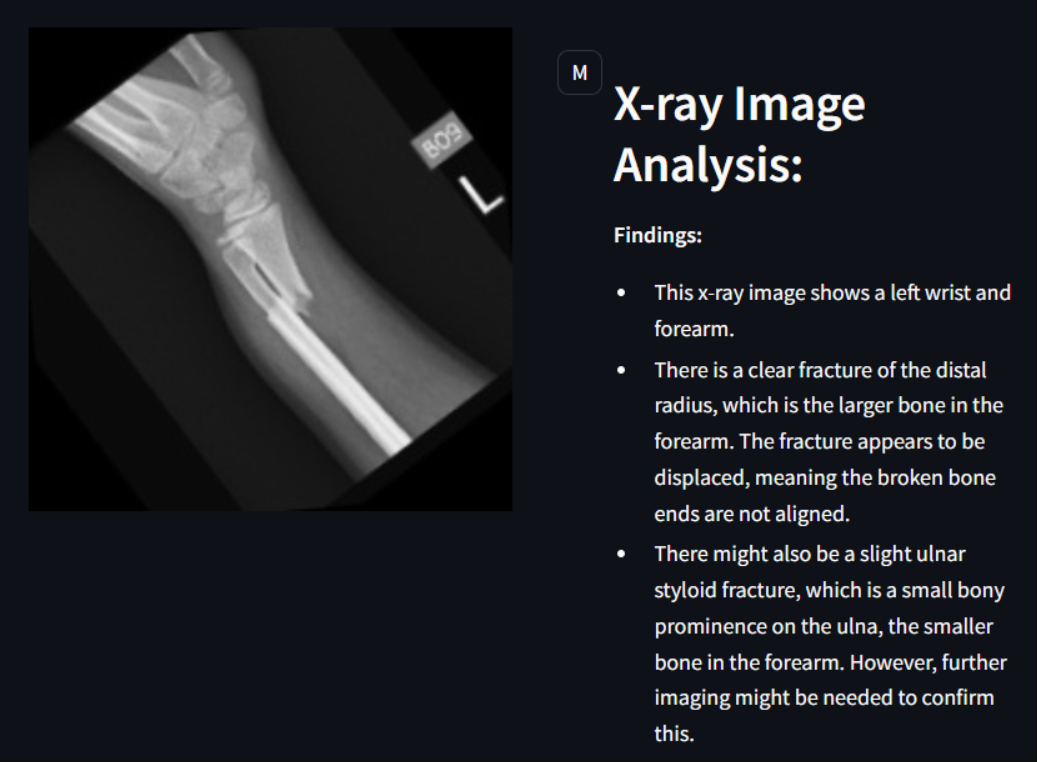 B09
L
M
X-ray Image
Analysis:
Findings:
• This x-ray image shows a left wrist and
forearm.
• There is a clear fracture of the distal
radius, which is the larger bone in the
forearm. The fracture appears to be
displaced, meaning the broken bone
ends are not aligned.
• There might also be a slight ulnar
styloid fracture, which is a small bony
prominence on the ulna, the smaller
bone in the forearm. However, further
imaging might be needed to confirm
this.